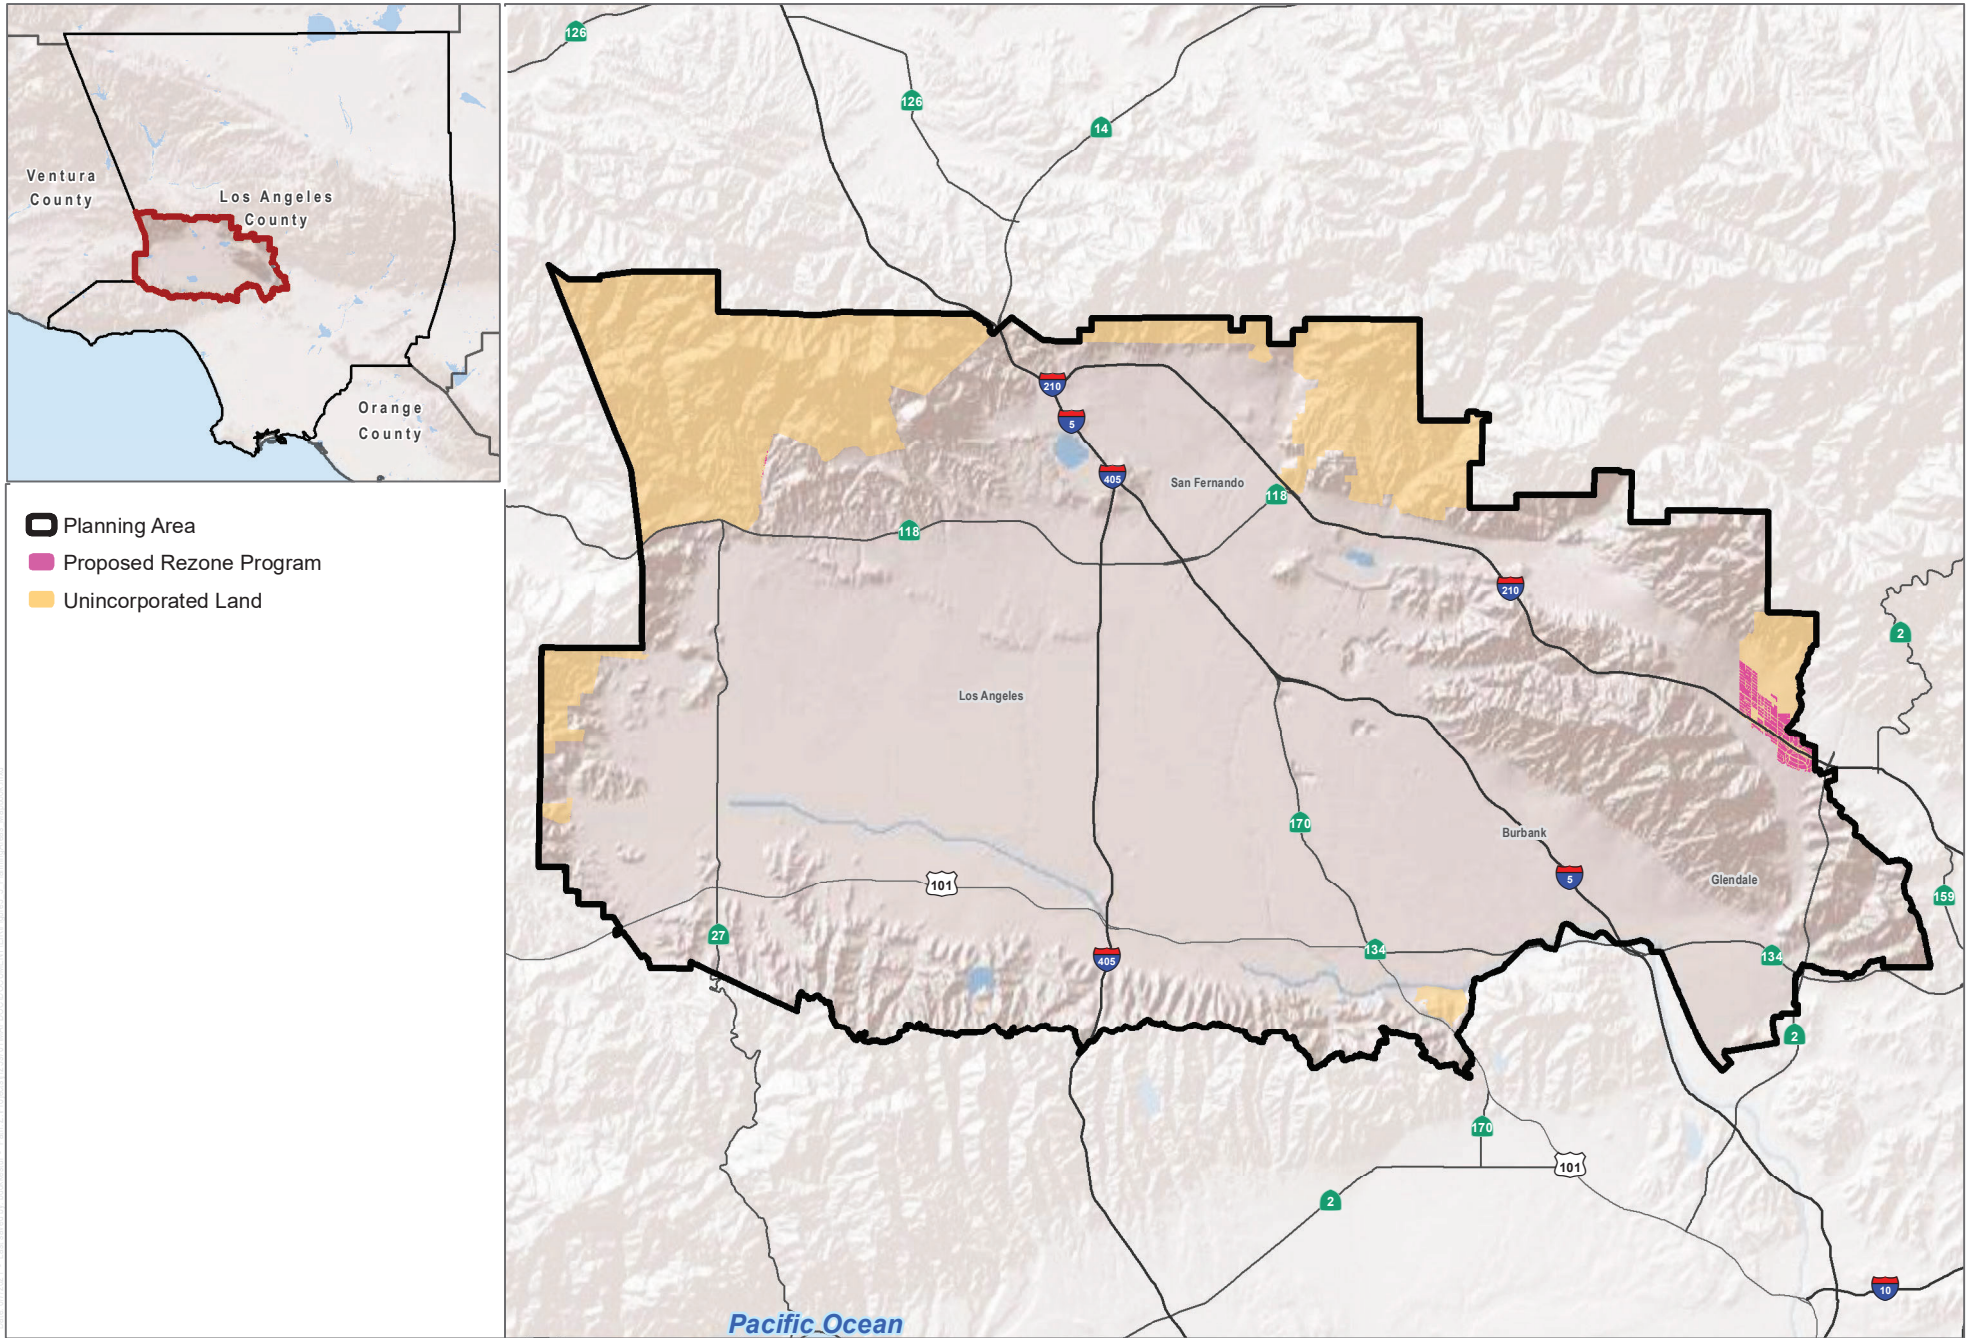 Ventura
County
Los Angeles
County
Orange
County
Planning Area
Proposed Rezone Program
Unincorporated Land
126
126
14
210
5
405
San Fernando
118
118
210
2
Los Angeles
170
Burbank
5
Glendale
159
101
27
405
134
134
2
170
101
2
10
Pacific Ocean